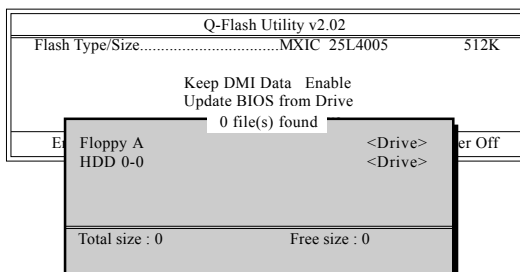 Q-Flash Utility v2.02
Flash Type/Size.................................MXIC 25L4005 512K
Keep DMI Data Enable
Update BIOS from Drive
0 file(s) found
Floppy A <Drive>
HDD 0-0 <Drive>
Total size : 0 Free size : 0